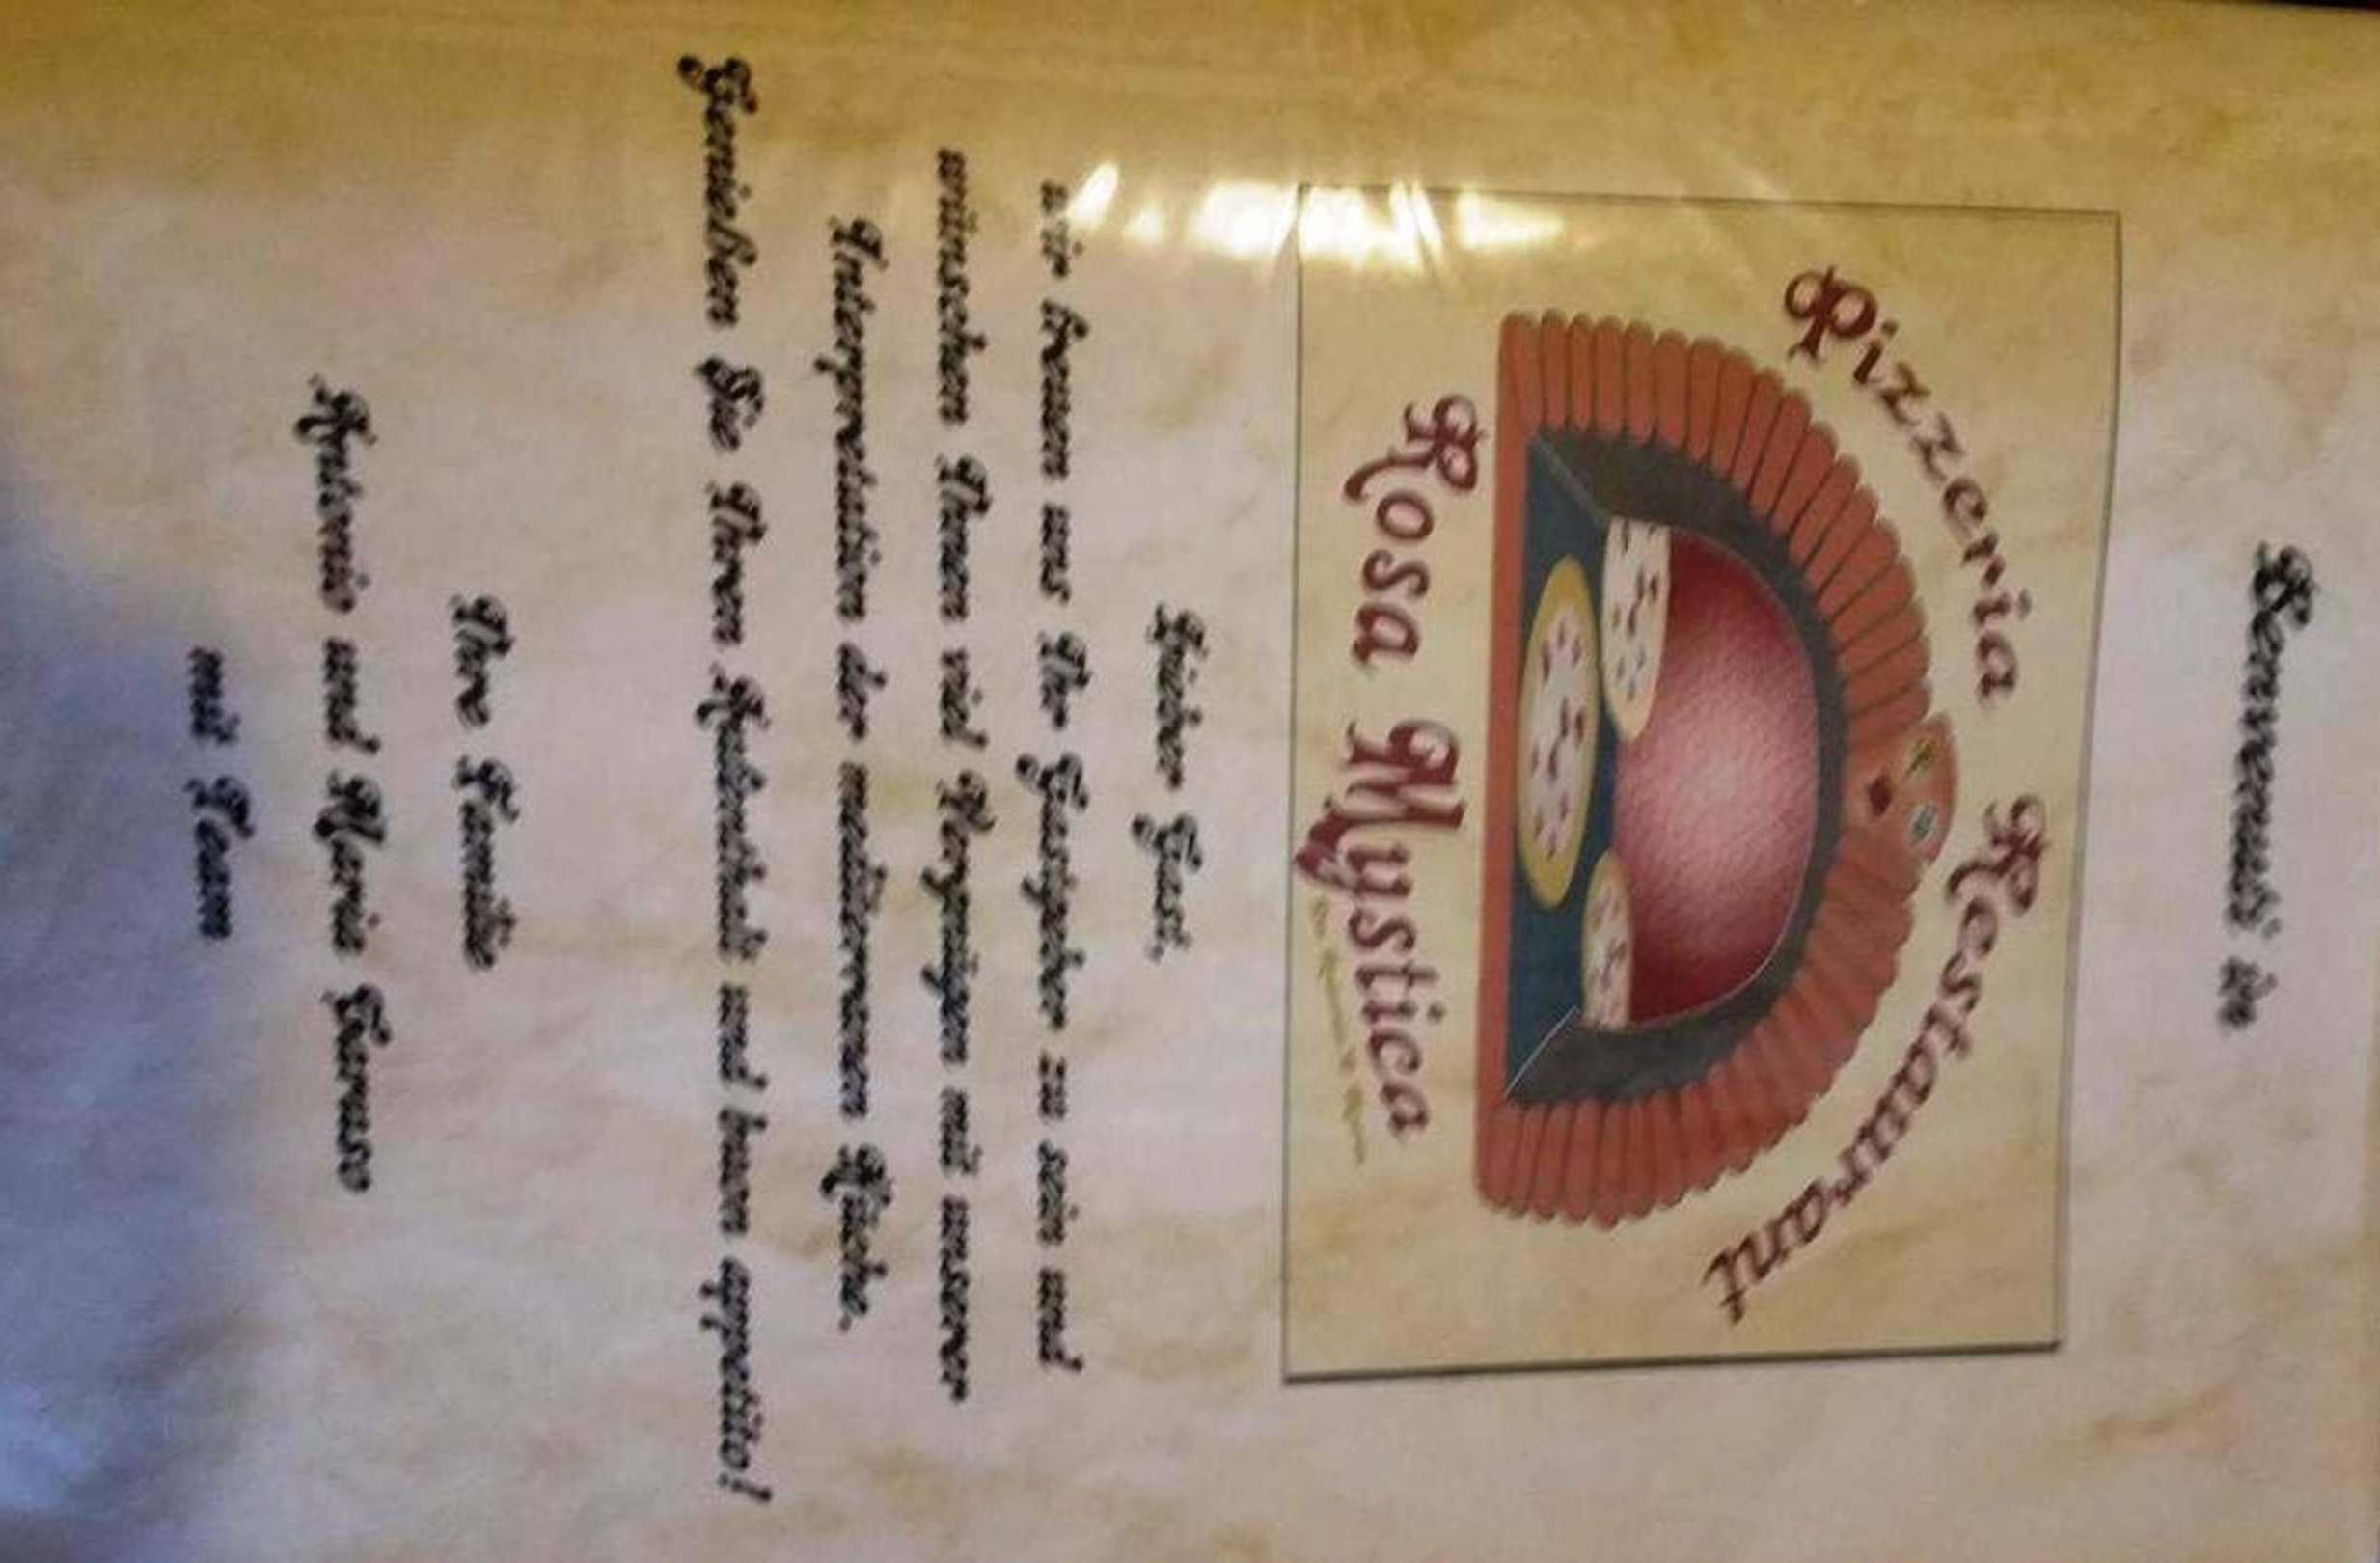 Benvenuti in
Pizzeria Restaurant
Rosa Mystica
Lieber Gast,
wir freuen uns Ihr Gastgeber zu sein und
wünschen Ihnen viel Vergnügen mit unserer
Interpretation der mediterranen Küche.
Genießen Sie Ihren Aufenthalt und buon appetito!
Ihre Familie
Antonio und Maria Caruso
mit Team